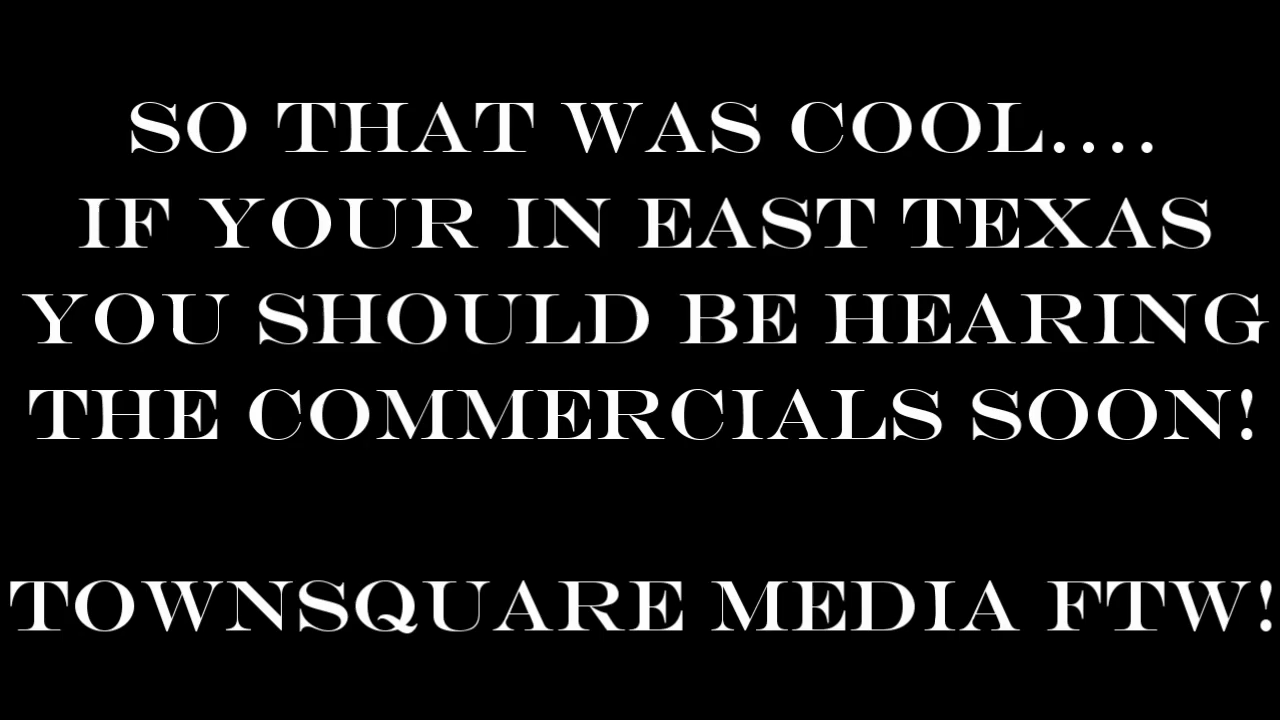 SO THAT WAS COOL....
IF YOUR IN EAST TEXAS
YOU SHOULD BE HEARING
THE COMMERCIALS SOON!
TOWNSQUARE MEDIA FTW!